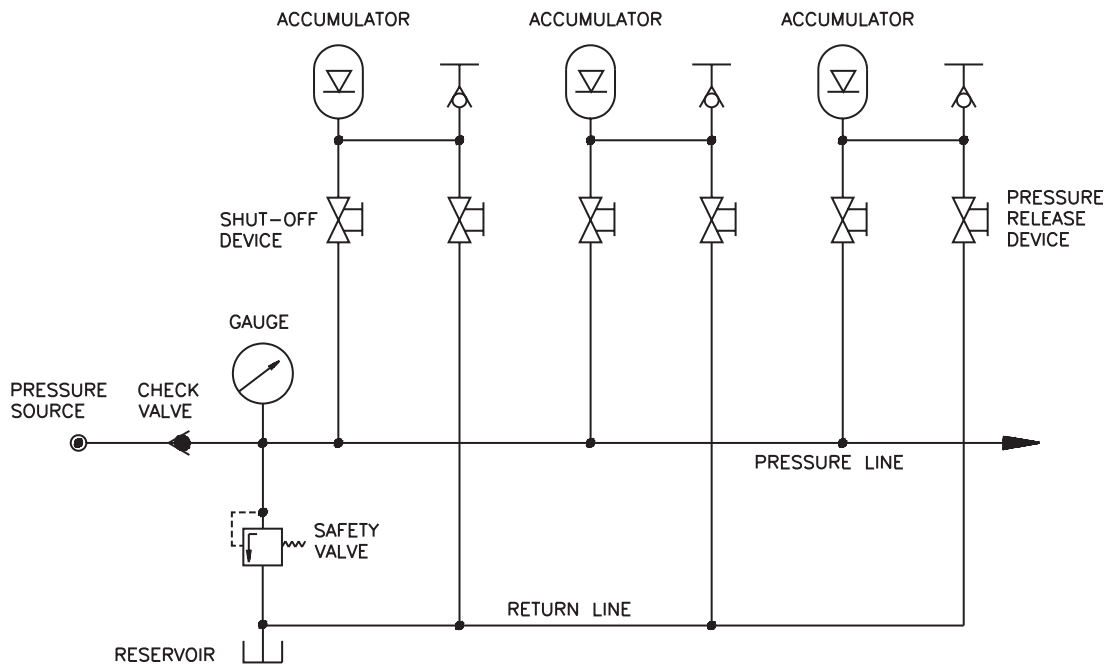 ACCUMULATOR
ACCUMULATOR
ACCUMULATOR
SHUT-OFF
DEVICE
PRESSURE
RELEASE
DEVICE
GAUGE
PRESSURE
SOURCE
CHECK
VALVE
PRESSURE LINE
SAFETY
VALVE
RETURN LINE
RESERVOIR